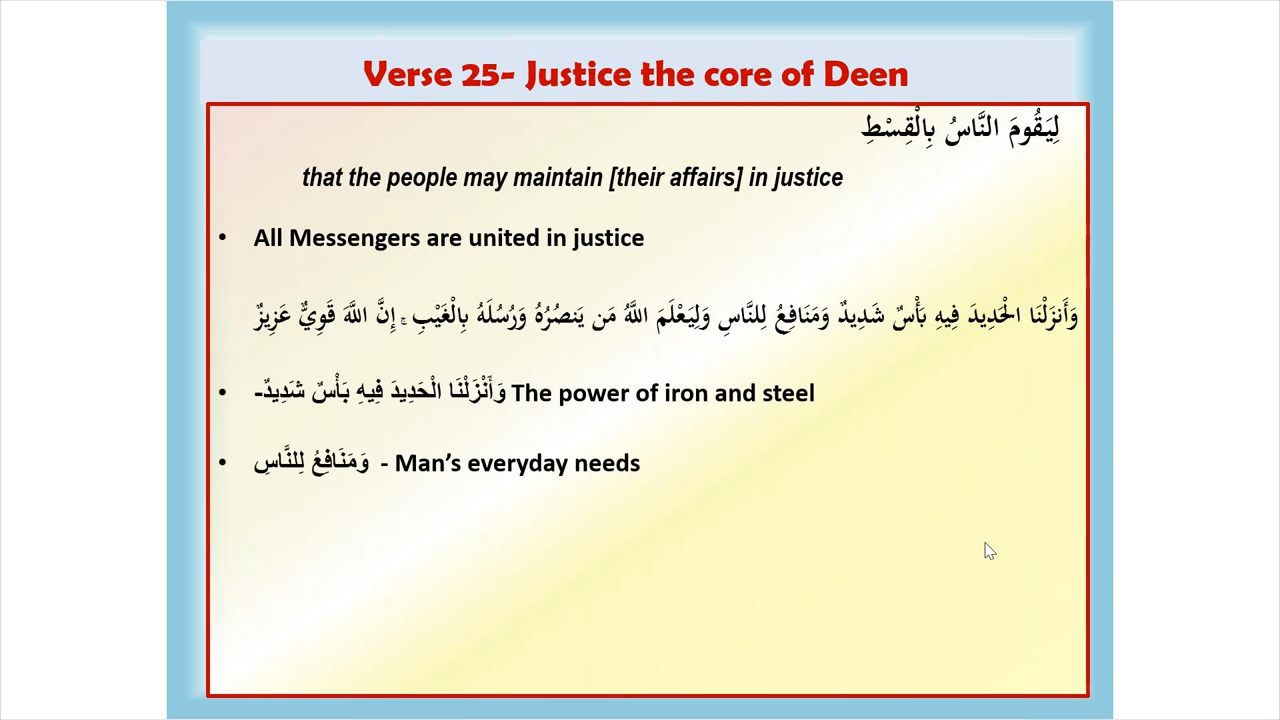 Verse 25- Justice the core of Deen
لِيَقُومَ النَّاسُ بِالْقِسْطِ
that the people may maintain [their affairs] in justice
• All Messengers are united in justice
وَأَنزَلْنَا الْحَدِيدَ فِيهِ بَأْسٌ شَدِيدٌ وَمَنَافِعُ لِلنَّاسِ وَلِيَعْلَمَ اللَّهُ مَن يَنصُرُهُ وَرُسُلَهُ بِالْغَيْبِ ۚ إِنَّ اللَّهَ قَوِيٌّ عَزِيزٌ
• -وَأَنْزَلْنَا الْحَدِيدَ فِيهِ بَأْسٌ شَدِيدٌ The power of iron and steel
• وَمَنَافِعُ لِلنَّاسِ - Man’s everyday needs